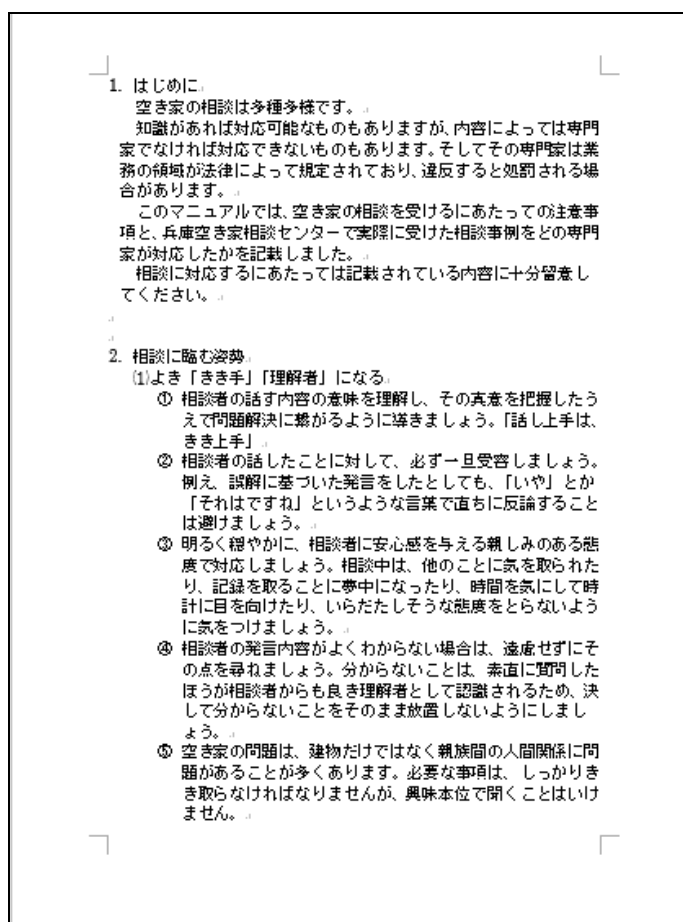 1. はじめに
空き家の相談は多種多様です。
知識があれば対応可能なものもありますが、内容によっては専門
家でなければ対応できないものもあります。そしてその専門家は業
務の領域が法律によって規定されており、違反すると処罰される場
合があります。
このマニュアルでは、空き家の相談を受けるにあたっての注意事
項と、兵庫空き家相談センターで実際に受けた相談事例をどの専門
家が対応したかを記載しました。
相談に対応するにあたっては記載されている内容に十分留意し
てください。
2. 相談に臨む姿勢
(1)よき「きき手」「理解者」になる
① 相談者の話す内容の意味を理解し、その真意を把握したう
えで問題解決に繋がるように導きましょう。「話し上手は、
きき上手」
② 相談者の話したことに対して、必ず一旦受容しましょう。
例え、誤解に基づいた発言をしたとしても、「いや」とか
「それはですね」というような言葉で直ちに反論すること
は避けましょう。
③ 明るく穏やかに、相談者に安心感を与える親しみのある態
度で対応しましょう。相談中は、他のことに気を取られた
り、記録を取ることに夢中になったり、時間を気にして時
計に目を向けたり、いらだたしそうな態度をとらないよう
に気をつけましょう。
④ 相談者の発言内容がよくわからない場合は、遠慮せずにそ
の点を尋ねましょう。分からないことは、素直に質問した
ほうが相談者からも良き理解者として認識されるため、決
して分からないことをそのまま放置しないようにしまし
ょう。
⑤ 空き家の問題は、建物だけではなく親族間の人間関係に問
題があることが多くあります。必要な事項は、しっかりき
き取らなければなりませんが、興味本位で聞くことはいけ
ません。